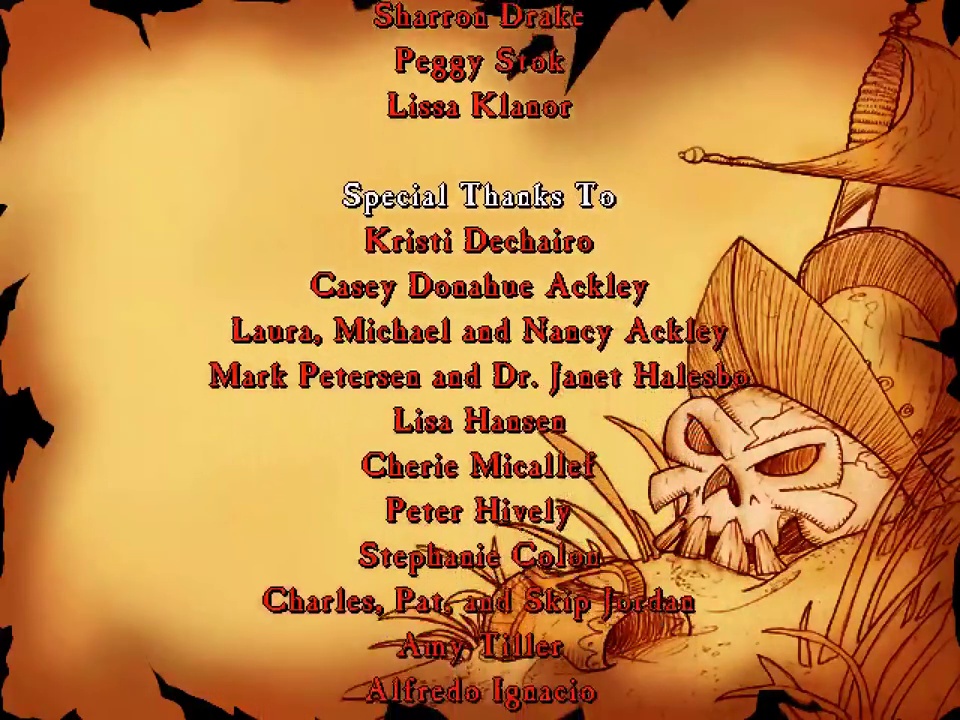 Sharron Drake
Peggy Stok
Lissa Klanor
Special Thanks To
Kristi Dechairo
Casey Donahue Ackley
Laura, Michael and Nancy Ackley
Mark Petersen and Dr. Janet Halesbo
Lisa Hansen
Cherie Micallef
Peter Hively
Stephanie Colon
Charles, Pat, and Skip Jordan
Amy Tiller
Alfredo Ignacio